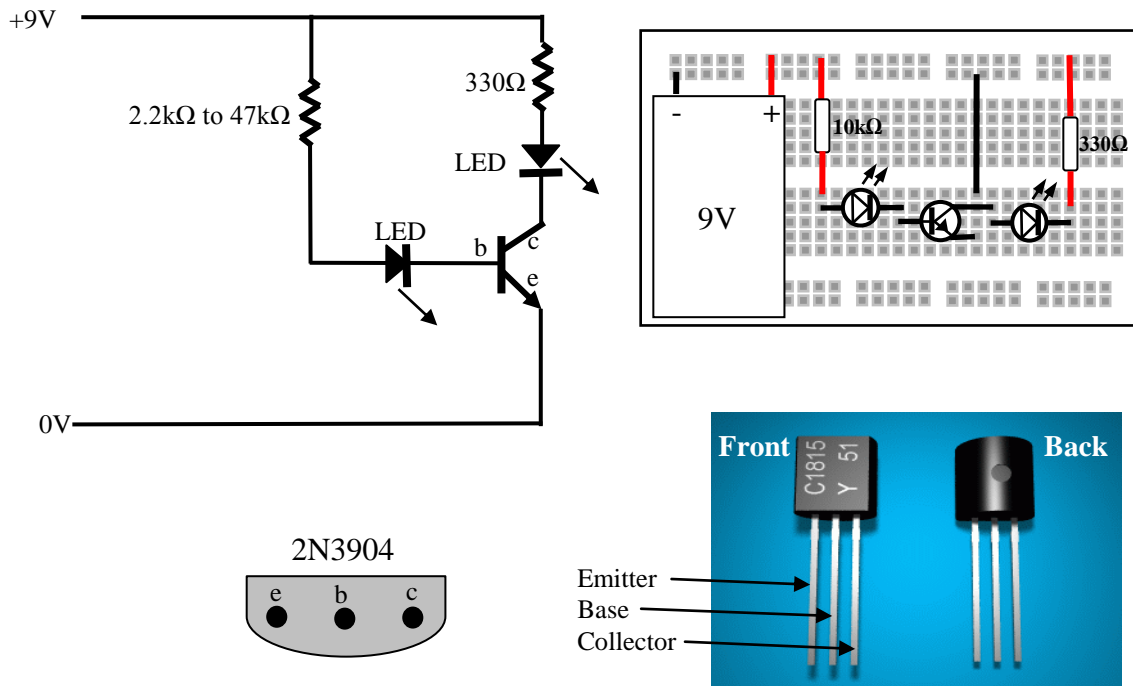 +9V
330Ω
2.2kΩ to 47kΩ
LED
LED
b
c
e
0V
- +
9V
10kΩ
330Ω
2N3904
e b c
Front
Back
C1815
Y 51
Emitter
Base
Collector